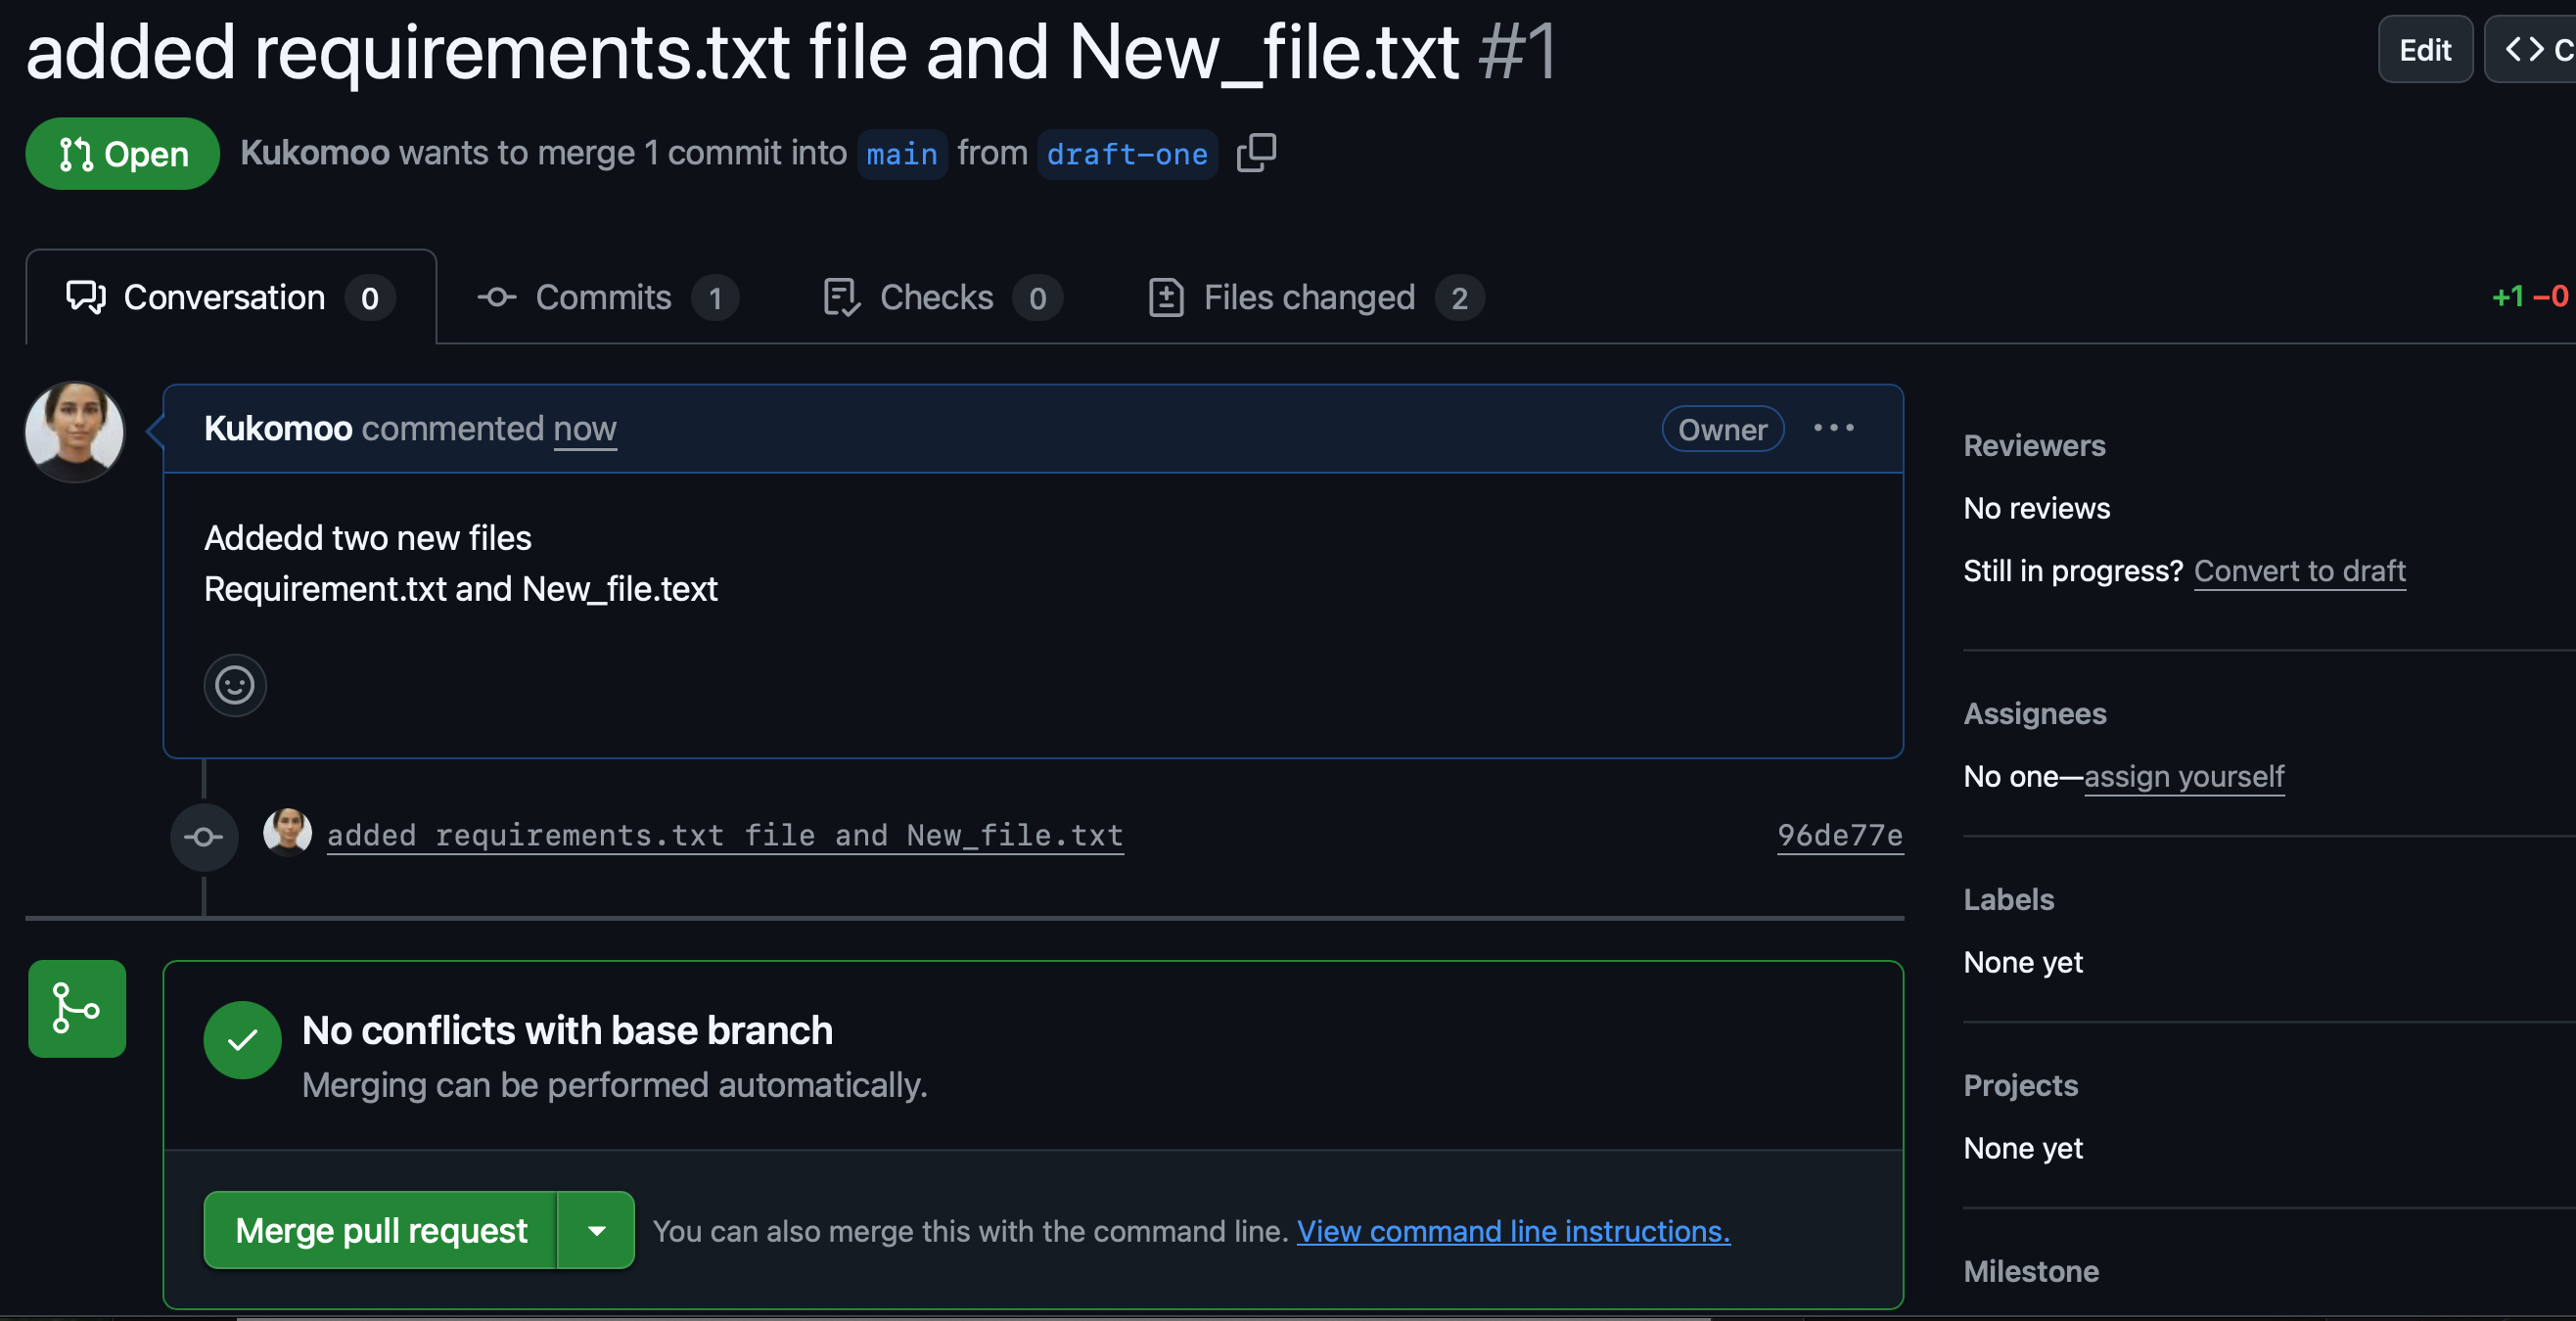 added requirements.txt file and New_file.txt #1
Edit
Open
Kukomoo wants to merge 1 commit into main from draft-one
Conversation 0
Commits 1
Checks 0
Files changed 2
+1 −0
Kukomoo commented now
Owner
Addedd two new files
Requirement.txt and New_file.text
added requirements.txt file and New_file.txt
96de77e
No conflicts with base branch
Merging can be performed automatically.
Merge pull request
You can also merge this with the command line. View command line instructions.
Reviewers
No reviews
Still in progress? Convert to draft
Assignees
No one—assign yourself
Labels
None yet
Projects
None yet
Milestone